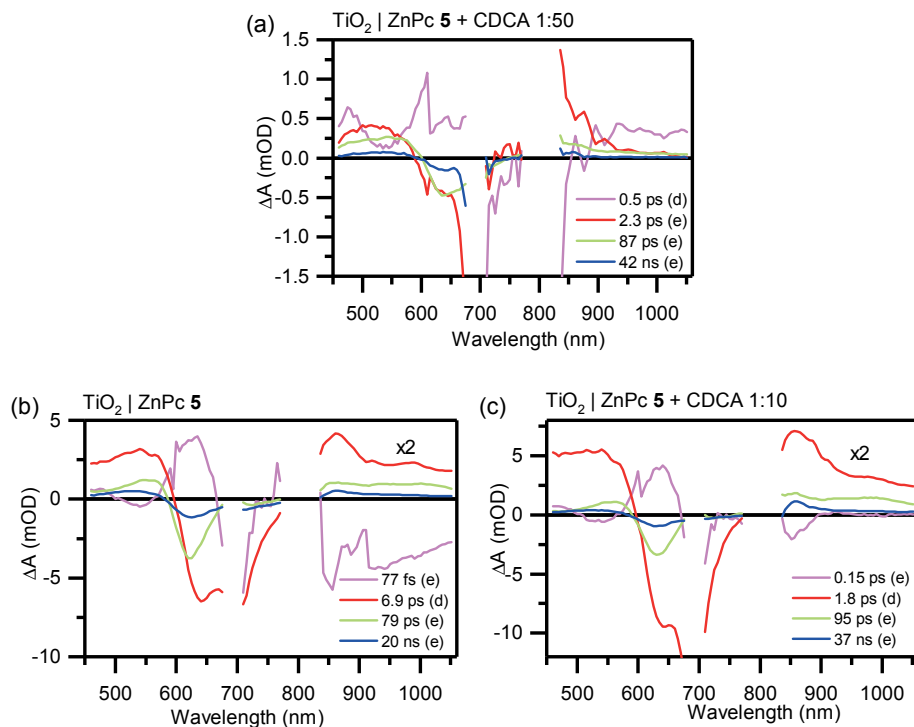 TiO2 | ZnPc 5 + CDCA 1:50
(a)
1.5
1.0
0.5
0.0
-0.5
-1.0
-1.5
ΔA (mOD)
0.5 ps (d)
2.3 ps (e)
87 ps (e)
42 ns (e)
500 600 700 800 900 1000
Wavelength (nm)
(b) TiO2 | ZnPc 5
5
0
-5
-10
ΔA (mOD)
x2
77 fs (e)
6.9 ps (d)
79 ps (e)
20 ns (e)
500 600 700 800 900 1000
Wavelength (nm)
(c) TiO2 | ZnPc 5 + CDCA 1:10
5
0
-5
-10
ΔA (mOD)
x2
0.15 ps (e)
1.8 ps (d)
95 ps (e)
37 ns (e)
500 600 700 800 900 1000
Wavelength (nm)